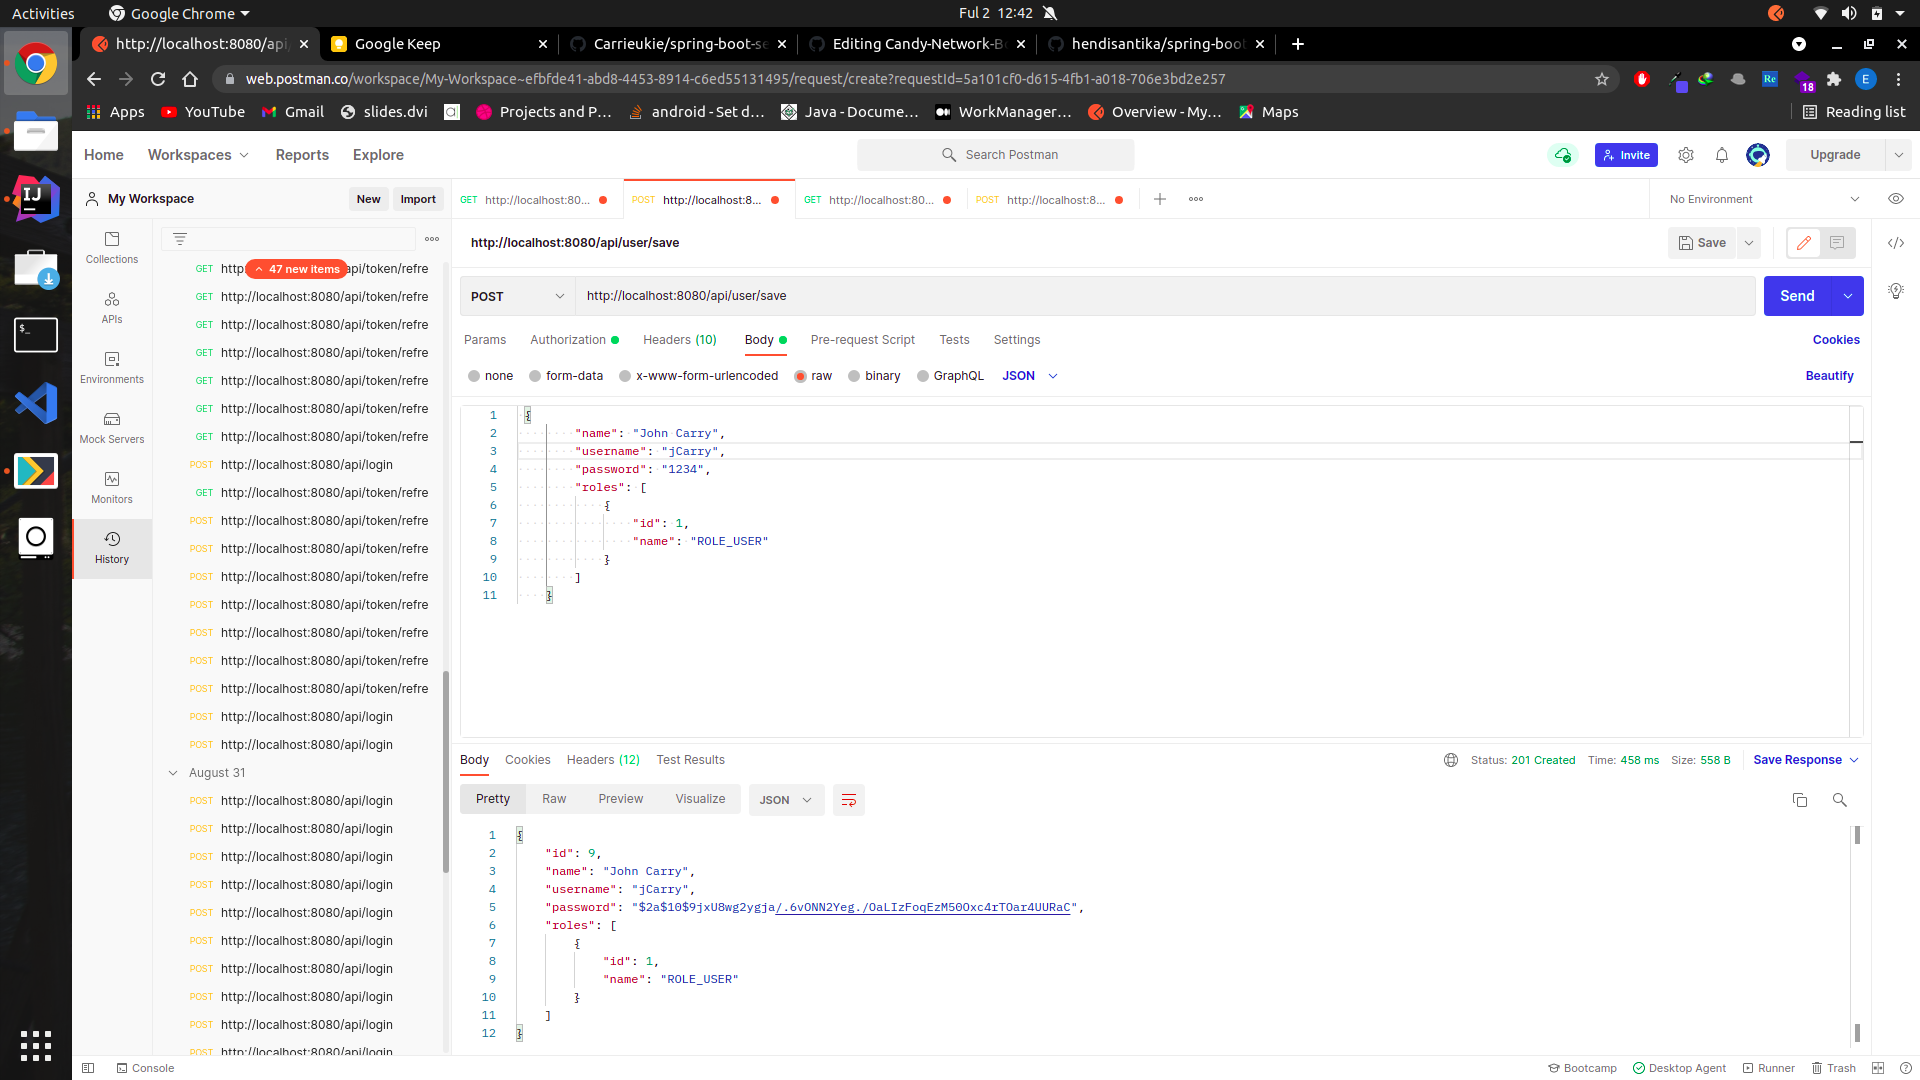 Activities
Google Chrome
Ful 2 12:42
http://localhost:8080/api
Google Keep
Carrieukie/spring-boot-se
Editing Candy-Network-Bo
hendisantika/spring-boot
web.postman.co/workspace/My-Workspace~efbfde41-abd8-4453-8914-c6ed55131495/request/create?requestId=5a101cf0-d615-4fb1-a018-706e3bd2e257
Re
18
E
Apps
YouTube
Gmail
slides.dvi
Projects and P...
android - Set d...
Java - Docume...
WorkManager...
Overview - My...
Maps
Reading list
Home
Workspaces
Reports
Explore
Search Postman
Invite
Upgrade
My Workspace
New
Import
GET http://localhost:80...
POST http://localhost:8...
GET http://localhost:80...
POST http://localhost:8...
No Environment
Collections
APIs
Environments
Mock Servers
Monitors
History
47 new items
GET http: api/token/refre
GET http://localhost:8080/api/token/refre
GET http://localhost:8080/api/token/refre
GET http://localhost:8080/api/token/refre
GET http://localhost:8080/api/token/refre
GET http://localhost:8080/api/token/refre
GET http://localhost:8080/api/token/refre
POST http://localhost:8080/api/login
GET http://localhost:8080/api/token/refre
POST http://localhost:8080/api/token/refre
POST http://localhost:8080/api/token/refre
POST http://localhost:8080/api/token/refre
POST http://localhost:8080/api/token/refre
POST http://localhost:8080/api/token/refre
POST http://localhost:8080/api/token/refre
POST http://localhost:8080/api/token/refre
POST http://localhost:8080/api/login
POST http://localhost:8080/api/login
August 31
POST http://localhost:8080/api/login
POST http://localhost:8080/api/login
POST http://localhost:8080/api/login
POST http://localhost:8080/api/login
POST http://localhost:8080/api/login
POST http://localhost:8080/api/login
POST http://localhost:8080/api/login
POST http://localhost:8080/api/login
POST http://localhost:8080/api/login
POST http://localhost:8080/api/login
http://localhost:8080/api/user/save
Save
POST
http://localhost:8080/api/user/save
Send
Params
Authorization
Headers (10)
Body
Pre-request Script
Tests
Settings
Cookies
none
form-data
x-www-form-urlencoded
raw
binary
GraphQL
JSON
Beautify
1 {
2 "name": "John Carry",
3 "username": "jCarry",
4 "password": "1234",
5 "roles": [
6 {
7 "id": 1,
8 "name": "ROLE_USER"
9 }
10 ]
11 }
Body
Cookies
Headers (12)
Test Results
Status: 201 Created
Time: 458 ms
Size: 558 B
Save Response
Pretty
Raw
Preview
Visualize
JSON
1 {
2 "id": 9,
3 "name": "John Carry",
4 "username": "jCarry",
5 "password": "$2a$10$9jxU8wg2ygja/.6vONN2Yeg./OaLIzFoqEzM50Oxc4rTOar4UURaC",
6 "roles": [
7 {
8 "id": 1,
9 "name": "ROLE_USER"
10 }
11 ]
12 }
Console
Bootcamp
Desktop Agent
Runner
Trash